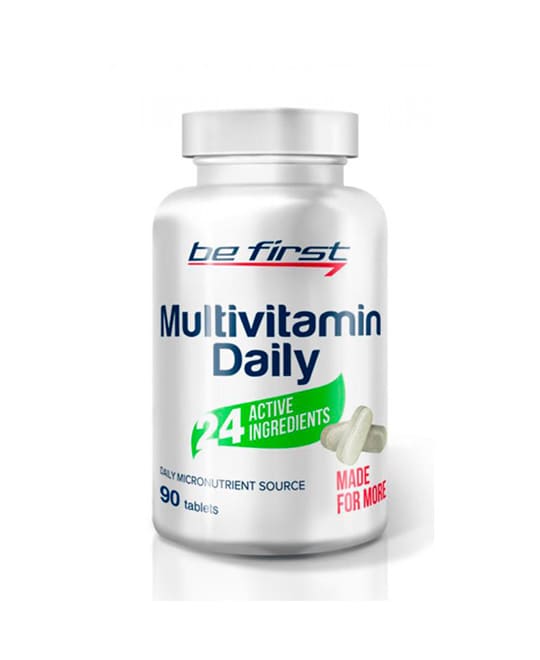 be first
Multivitamin
Daily
24 ACTIVE
INGREDIENTS
DAILY MICRONUTRIENT SOURCE
90 tablets
MADE
FOR MORE